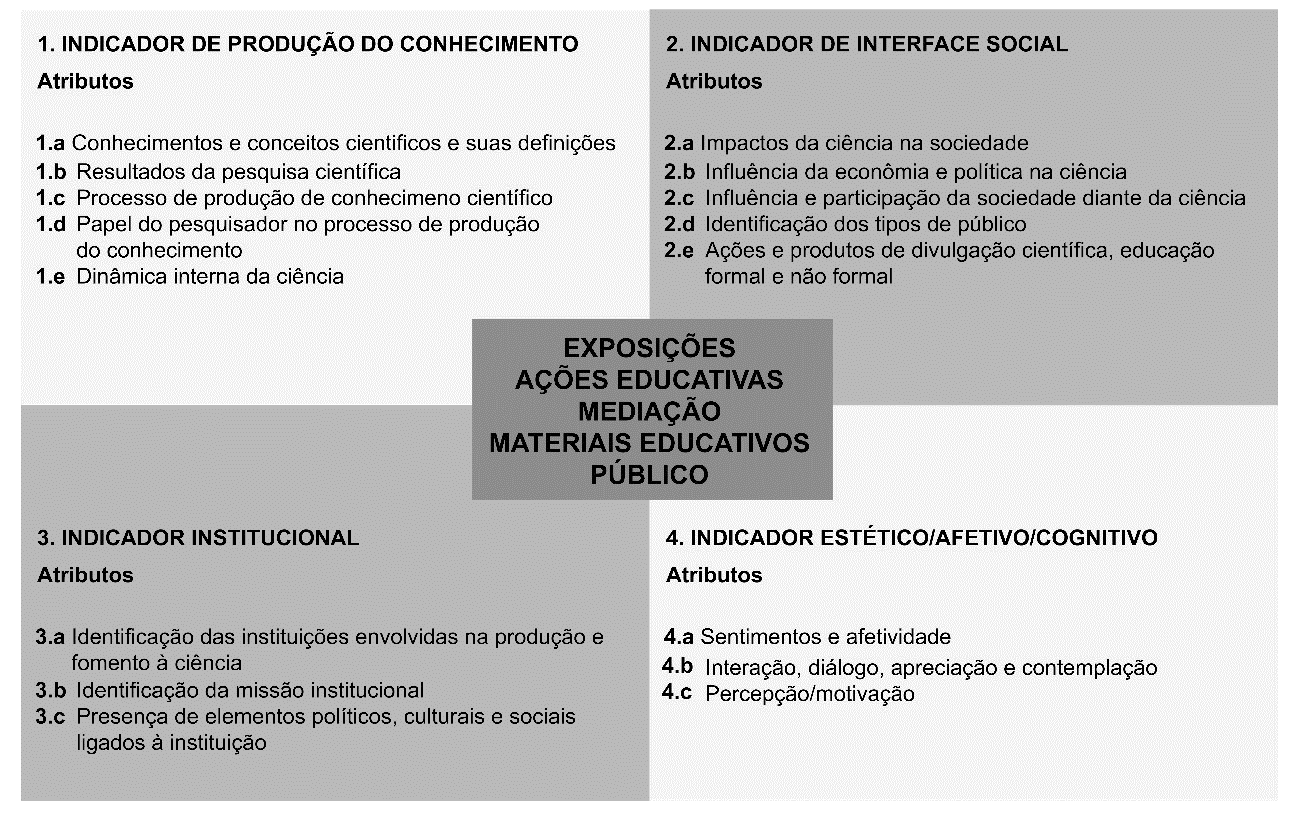 1. INDICADOR DE PRODUÇÃO DO CONHECIMENTO
Atributos
1.a Conhecimentos e conceitos cientificos e suas definições
1.b Resultados da pesquisa científica
1.c Processo de produção de conhecimeno científico
1.d Papel do pesquisador no processo de produção
do conhecimento
1.e Dinâmica interna da ciência
2. INDICADOR DE INTERFACE SOCIAL
Atributos
2.a Impactos da ciência na sociedade
2.b Influência da econômia e política na ciência
2.c Influência e participação da sociedade diante da ciência
2.d Identificação dos tipos de público
2.e Ações e produtos de divulgação científica, educação
formal e não formal
EXPOSIÇÕES
AÇÕES EDUCATIVAS
MEDIAÇÃO
MATERIAIS EDUCATIVOS
PÚBLICO
3. INDICADOR INSTITUCIONAL
Atributos
3.a Identificação das instituições envolvidas na produção e
fomento à ciência
3.b Identificação da missão institucional
3.c Presença de elementos políticos, culturais e sociais
ligados à instituição
4. INDICADOR ESTÉTICO/AFETIVO/COGNITIVO
Atributos
4.a Sentimentos e afetividade
4.b Interação, diálogo, apreciação e contemplação
4.c Percepção/motivação